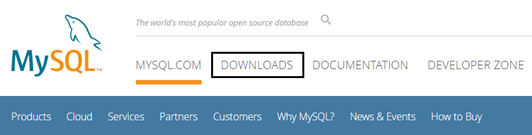 The world's most popular open source database
MySQL™
MYSQL.COM DOWNLOADS DOCUMENTATION DEVELOPER ZONE
Products Cloud Services Partners Customers Why MySQL? News & Events How to Buy